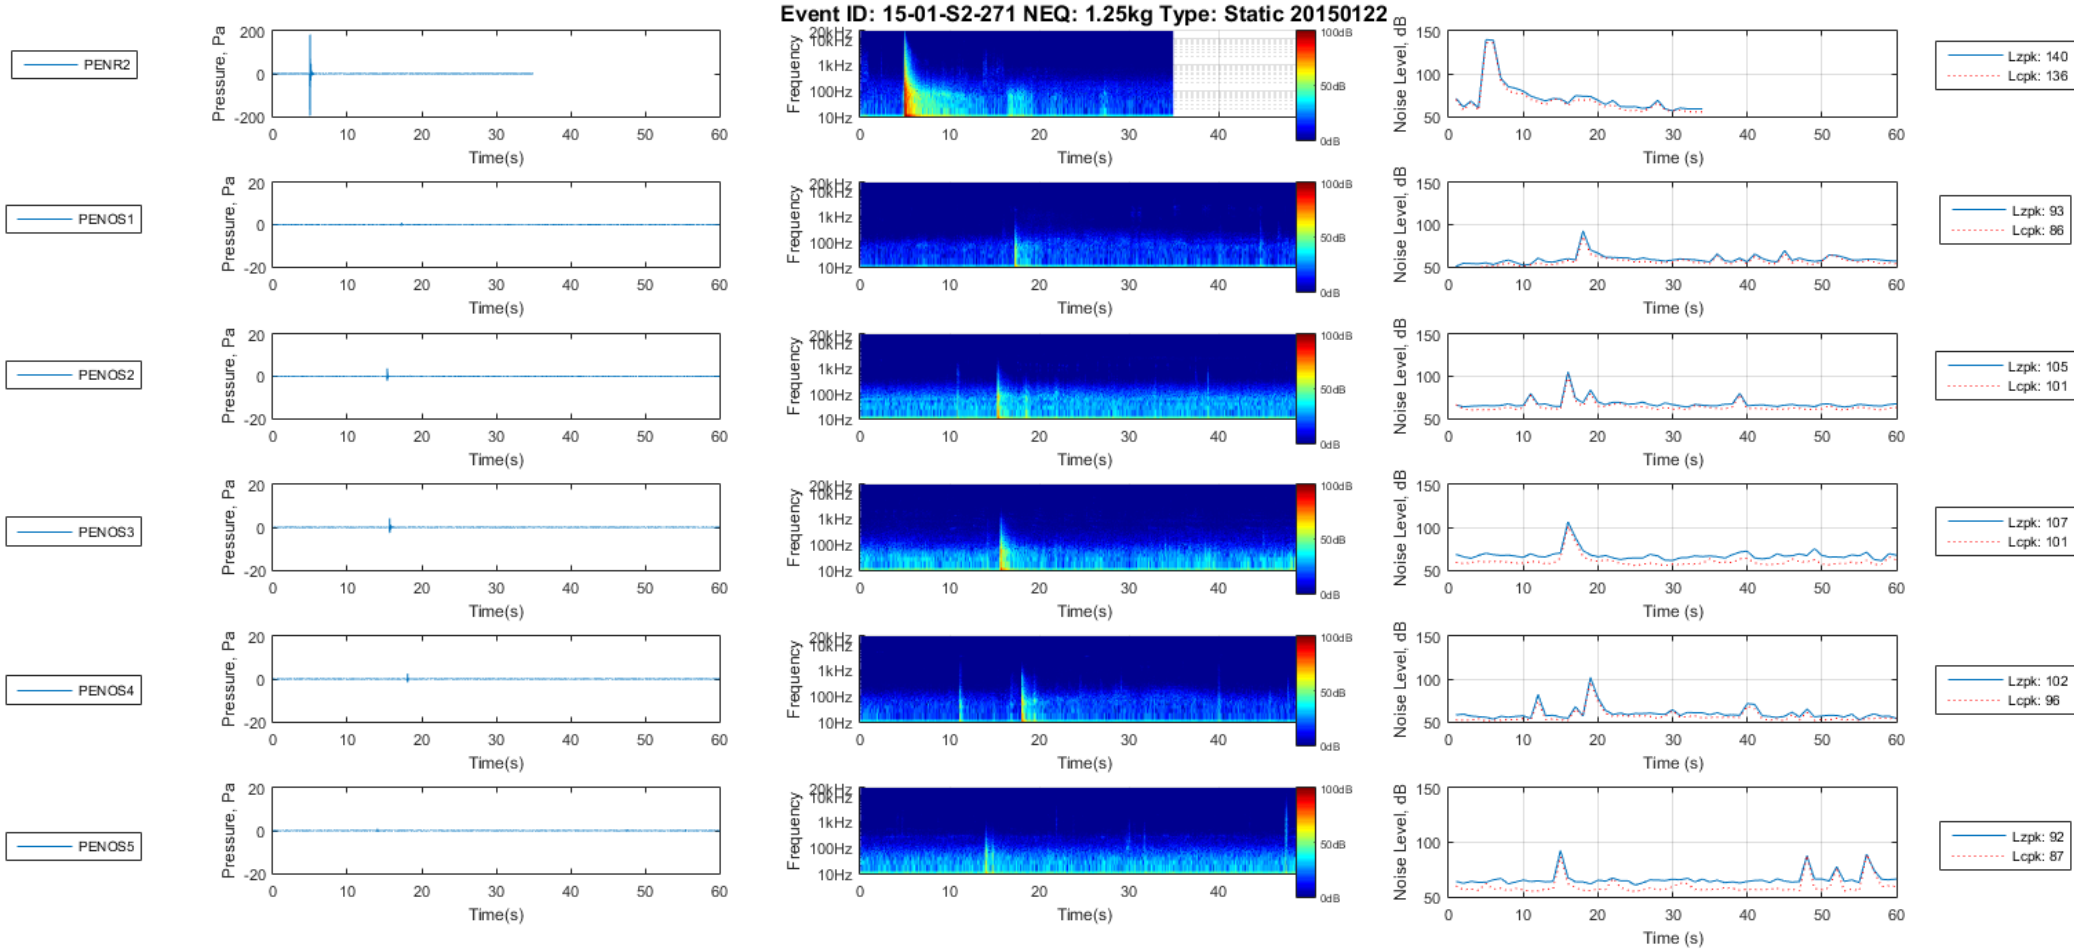 Event ID: 15-01-S2-271 NEQ: 1.25kg Type: Static 20150122
PENR2
Pressure, Pa
200
0
-200
0 10 20 30 40 50 60
Time(s)
Frequency
20kHz
10kHz
1kHz
100Hz
10Hz
0 10 20 30 40
Time(s)
100dB
50dB
0dB
Noise Level, dB
150
100
50
0 10 20 30 40 50 60
Time (s)
Lzpk: 140
Lcpk: 136
PENOS1
Pressure, Pa
20
0
-20
0 10 20 30 40 50 60
Time(s)
Frequency
20kHz
10kHz
1kHz
100Hz
10Hz
0 10 20 30 40
Time(s)
100dB
50dB
0dB
Noise Level, dB
150
100
50
0 10 20 30 40 50 60
Time (s)
Lzpk: 93
Lcpk: 86
PENOS2
Pressure, Pa
20
0
-20
0 10 20 30 40 50 60
Time(s)
Frequency
20kHz
10kHz
1kHz
100Hz
10Hz
0 10 20 30 40
Time(s)
100dB
50dB
0dB
Noise Level, dB
150
100
50
0 10 20 30 40 50 60
Time (s)
Lzpk: 105
Lcpk: 101
PENOS3
Pressure, Pa
20
0
-20
0 10 20 30 40 50 60
Time(s)
Frequency
20kHz
10kHz
1kHz
100Hz
10Hz
0 10 20 30 40
Time(s)
100dB
50dB
0dB
Noise Level, dB
150
100
50
0 10 20 30 40 50 60
Time (s)
Lzpk: 107
Lcpk: 101
PENOS4
Pressure, Pa
20
0
-20
0 10 20 30 40 50 60
Time(s)
Frequency
20kHz
10kHz
1kHz
100Hz
10Hz
0 10 20 30 40
Time(s)
100dB
50dB
0dB
Noise Level, dB
150
100
50
0 10 20 30 40 50 60
Time (s)
Lzpk: 102
Lcpk: 96
PENOS5
Pressure, Pa
20
0
-20
0 10 20 30 40 50 60
Time(s)
Frequency
20kHz
10kHz
1kHz
100Hz
10Hz
0 10 20 30 40
Time(s)
100dB
50dB
0dB
Noise Level, dB
150
100
50
0 10 20 30 40 50 60
Time (s)
Lzpk: 92
Lcpk: 87